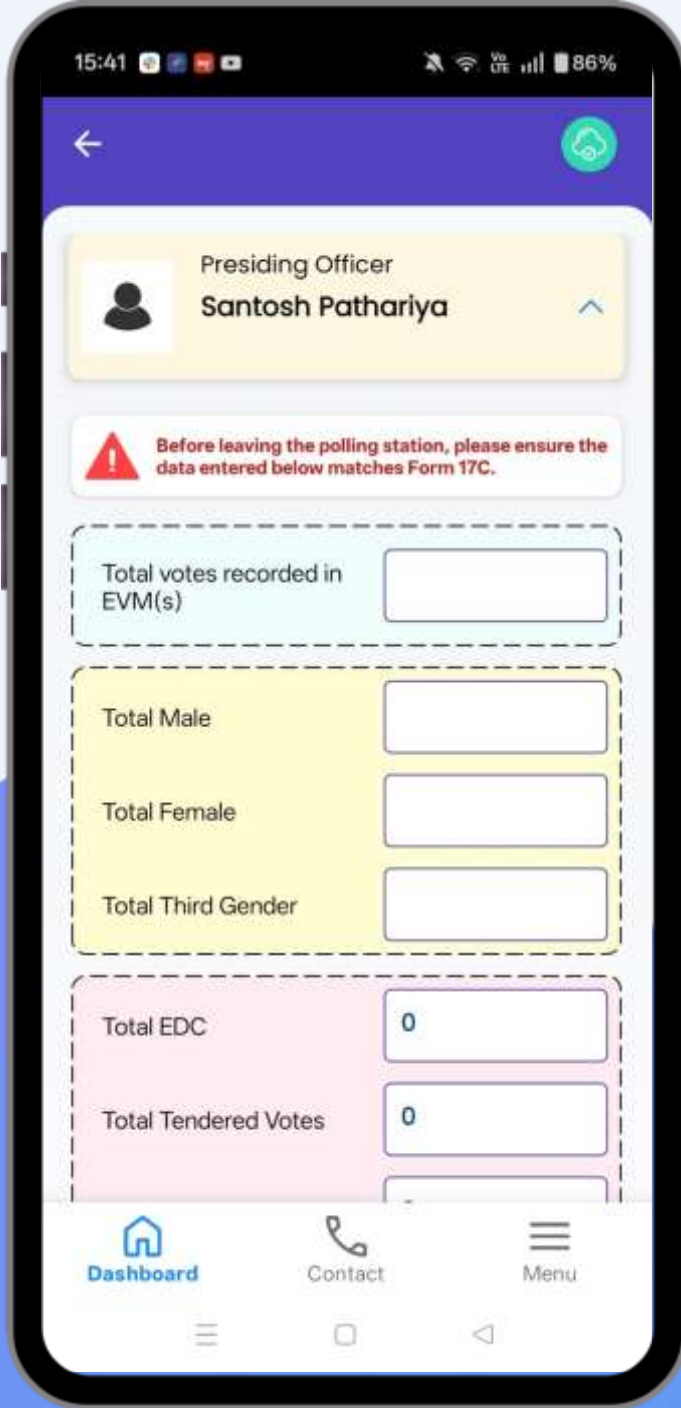 15:41
Vo
LTE
86%
Presiding Officer
Santosh Pathariya
Before leaving the polling station, please ensure the
data entered below matches Form 17C.
Total votes recorded in
EVM(s)
Total Male
Total Female
Total Third Gender
Total EDC
0
Total Tendered Votes
0
Dashboard
Contact
Menu